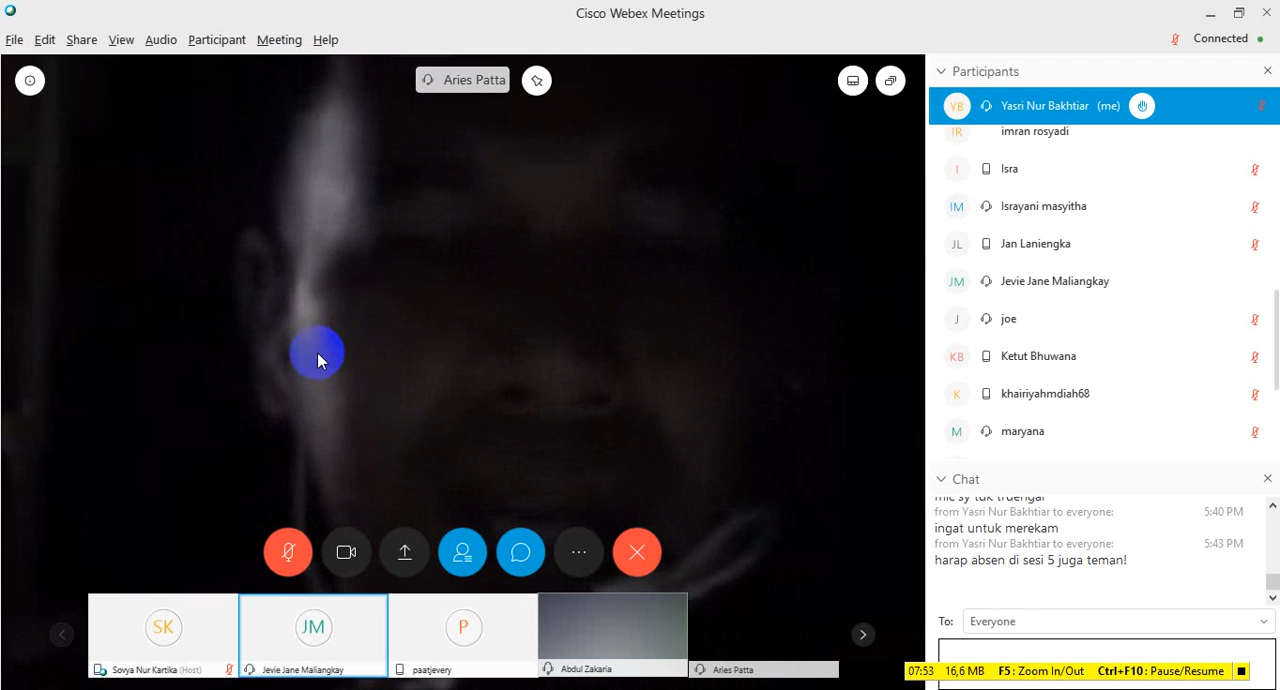 Cisco Webex Meetings
File Edit Share View Audio Participant Meeting Help
Connected
Aries Patta
Participants
YB Yasri Nur Bakhtiar (me)
IR imran rosyadi
I Isra
IM Israyani masyitha
JL Jan Laniengka
JM Jevie Jane Maliangkay
J joe
KB Ketut Bhuwana
K khairiyahmdiah68
M maryana
Chat
from Yasri Nur Bakhtiar to everyone: 5:40 PM
ingat untuk merekam
from Yasri Nur Bakhtiar to everyone: 5:43 PM
harap absen di sesi 5 juga teman!
To: Everyone
SK
JM
P
Sovya Nur Kartika (Host)
Jevie Jane Maliangkay
paatjevery
Abdul Zakaria
Aries Patta
07:53 16,6 MB F5: Zoom In/Out Ctrl+F10: Pause/Resume